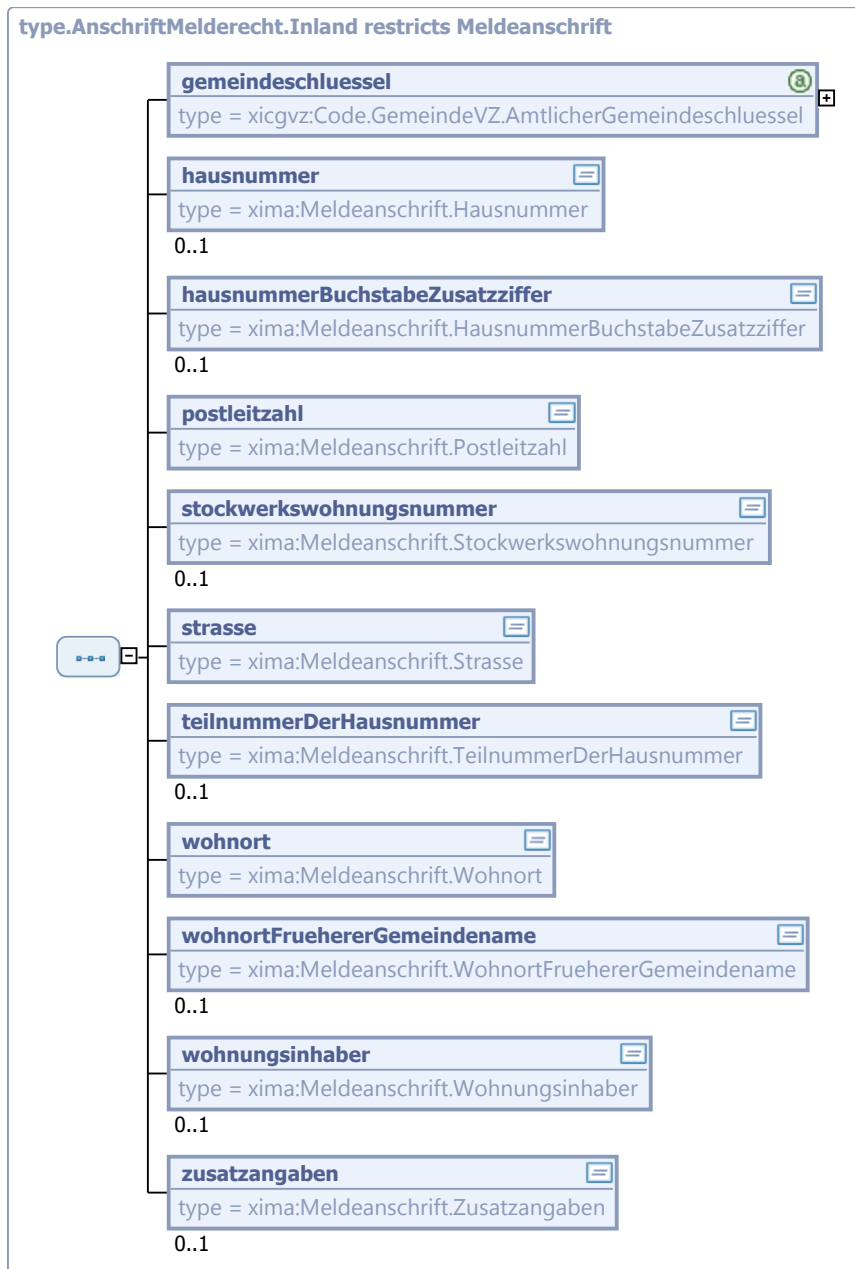 type.AnschriftMelderecht.Inland restricts Meldeanschrift
gemeindeschluessel
type = xicgvz:Code.GemeindeVZ.AmtlicherGemeindeschluessel
hausnummer
type = xima:Meldeanschrift.Hausnummer
0..1
hausnummerBuchstabeZusatzziffer
type = xima:Meldeanschrift.HausnummerBuchstabeZusatzziffer
0..1
postleitzahl
type = xima:Meldeanschrift.Postleitzahl
stockwerkswohnungsnummer
type = xima:Meldeanschrift.Stockwerkswohnungsnummer
0..1
strasse
type = xima:Meldeanschrift.Strasse
teilnummerDerHausnummer
type = xima:Meldeanschrift.TeilnummerDerHausnummer
0..1
wohnort
type = xima:Meldeanschrift.Wohnort
wohnortFruehererGemeindename
type = xima:Meldeanschrift.WohnortFruehererGemeindename
0..1
wohnungsinhaber
type = xima:Meldeanschrift.Wohnungsinhaber
0..1
zusatzangaben
type = xima:Meldeanschrift.Zusatzangaben
0..1